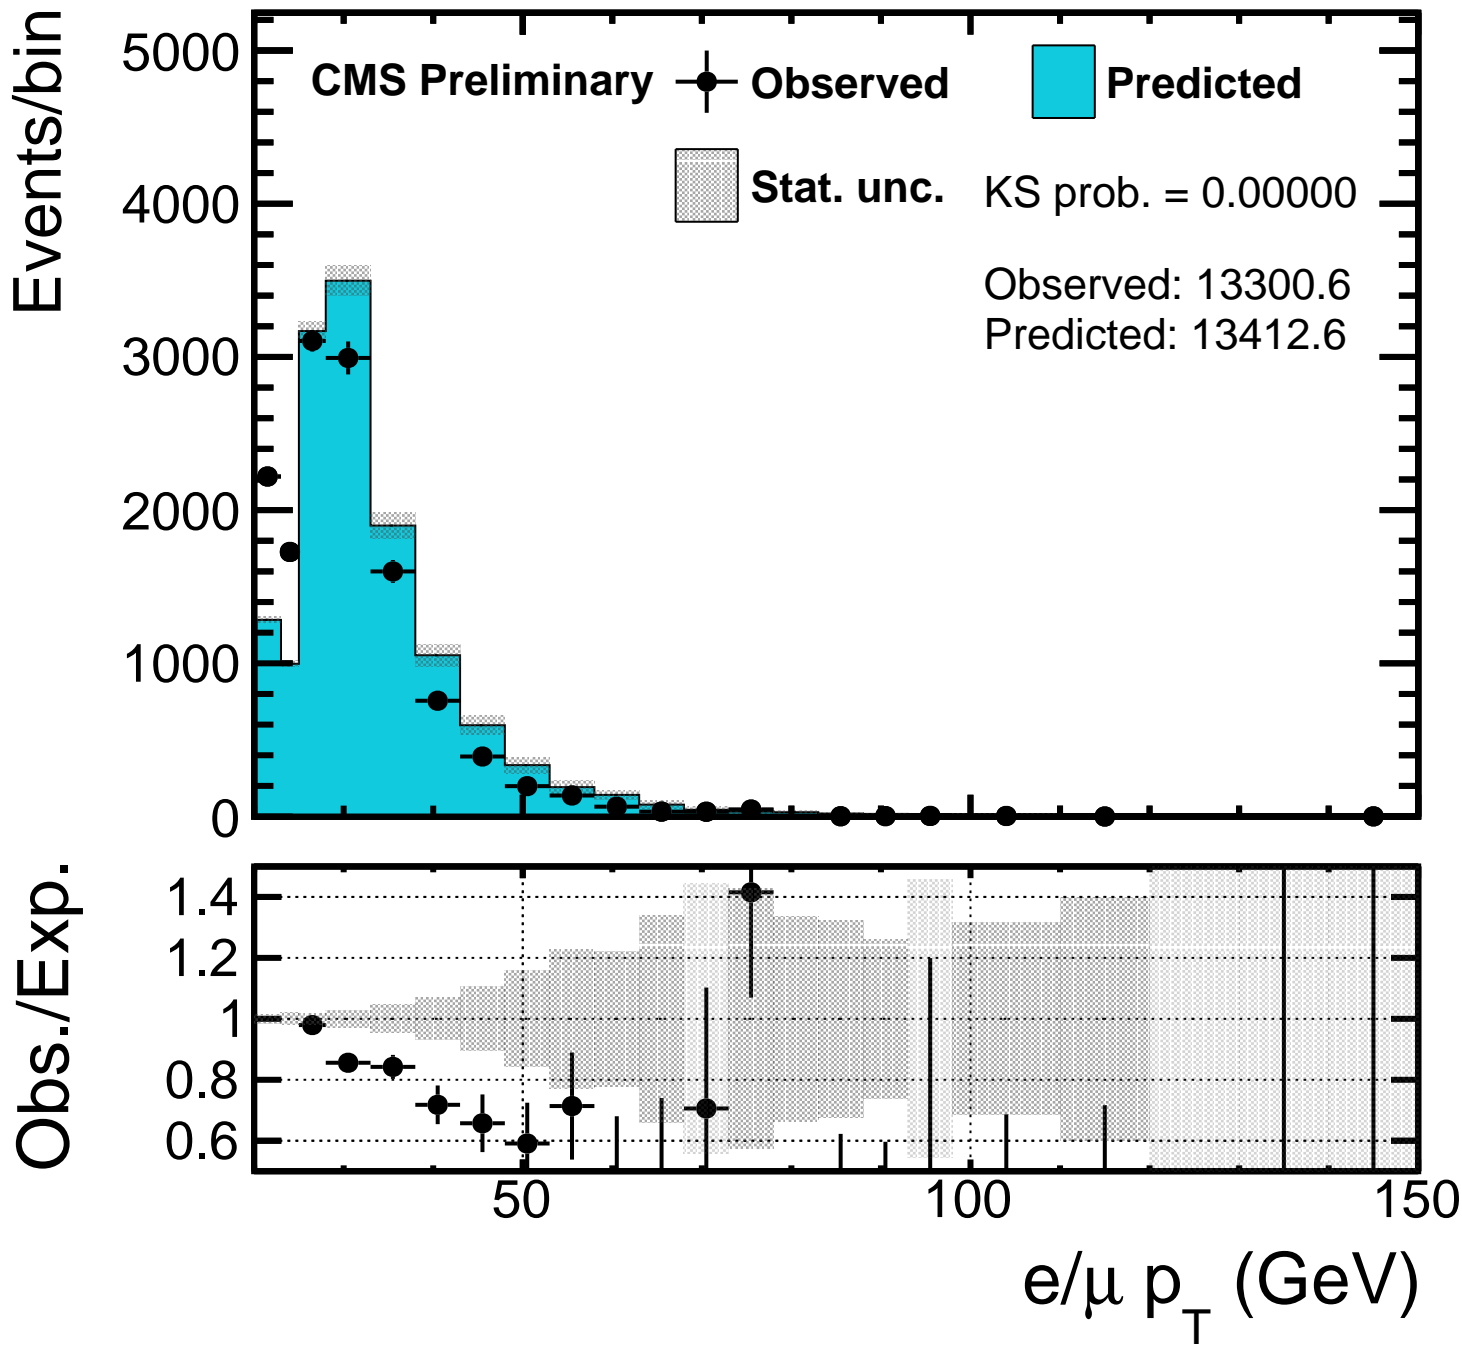 Events/bin
5000
4000
3000
2000
1000
0
CMS Preliminary
Observed
Predicted
Stat. unc.
KS prob. = 0.00000
Observed: 13300.6
Predicted: 13412.6
Obs./Exp.
1.4
1.2
1
0.8
0.6
50
100
150
e/μ p_T (GeV)